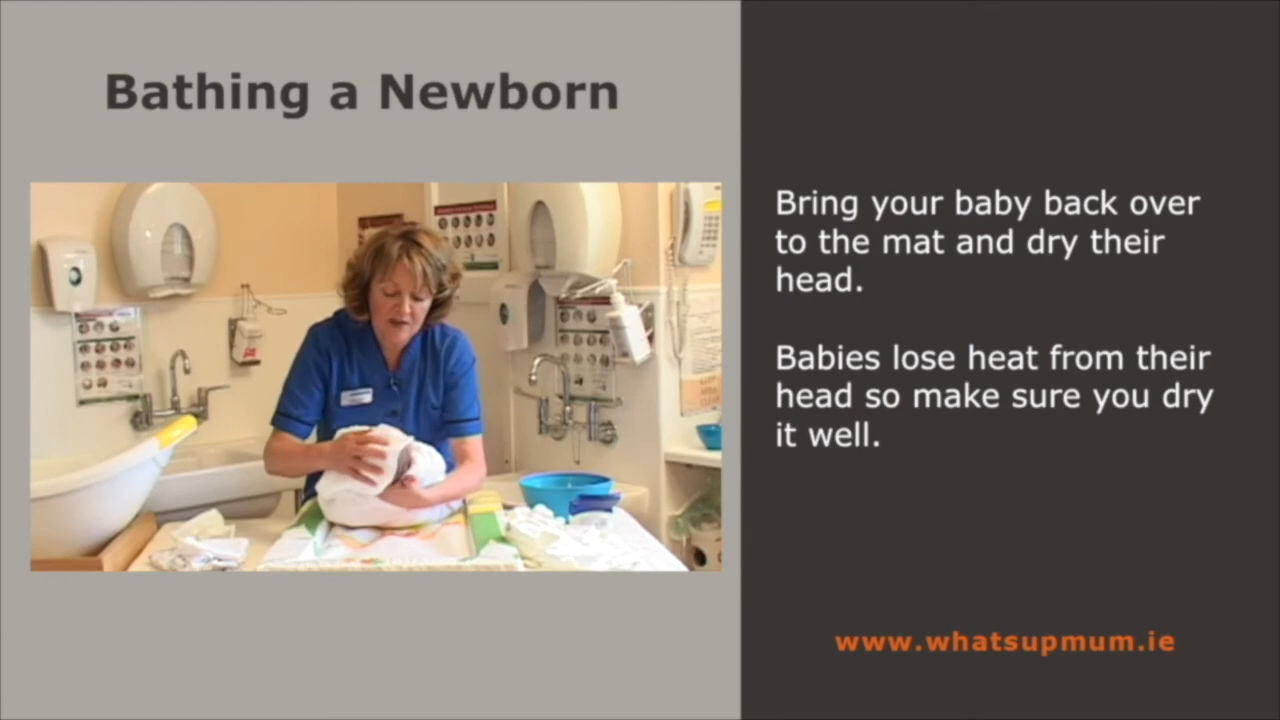 Bathing a Newborn
Bring your baby back over
to the mat and dry their
head.
Babies lose heat from their
head so make sure you dry
it well.
www.whatsupmum.ie